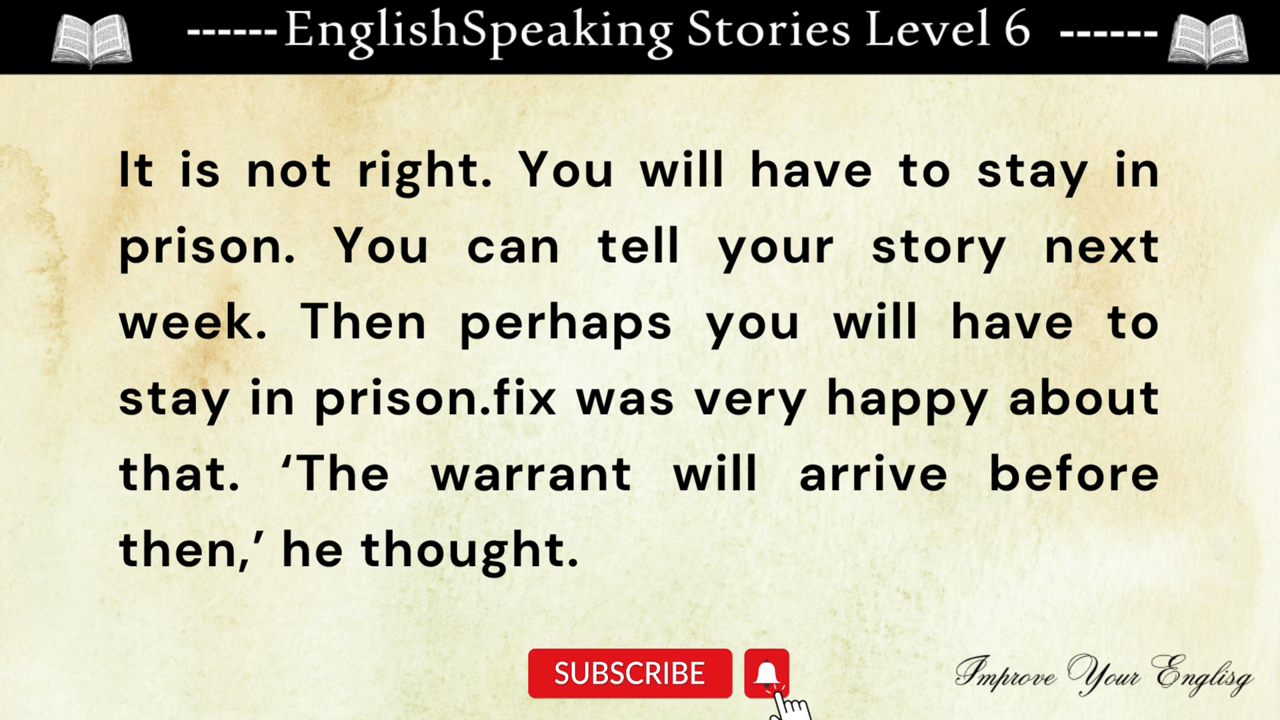 ------EnglishSpeaking Stories Level 6 ------
It is not right. You will have to stay in
prison. You can tell your story next
week. Then perhaps you will have to
stay in prison.fix was very happy about
that. ‘The warrant will arrive before
then,’ he thought.
SUBSCRIBE
Improve Your Englisg